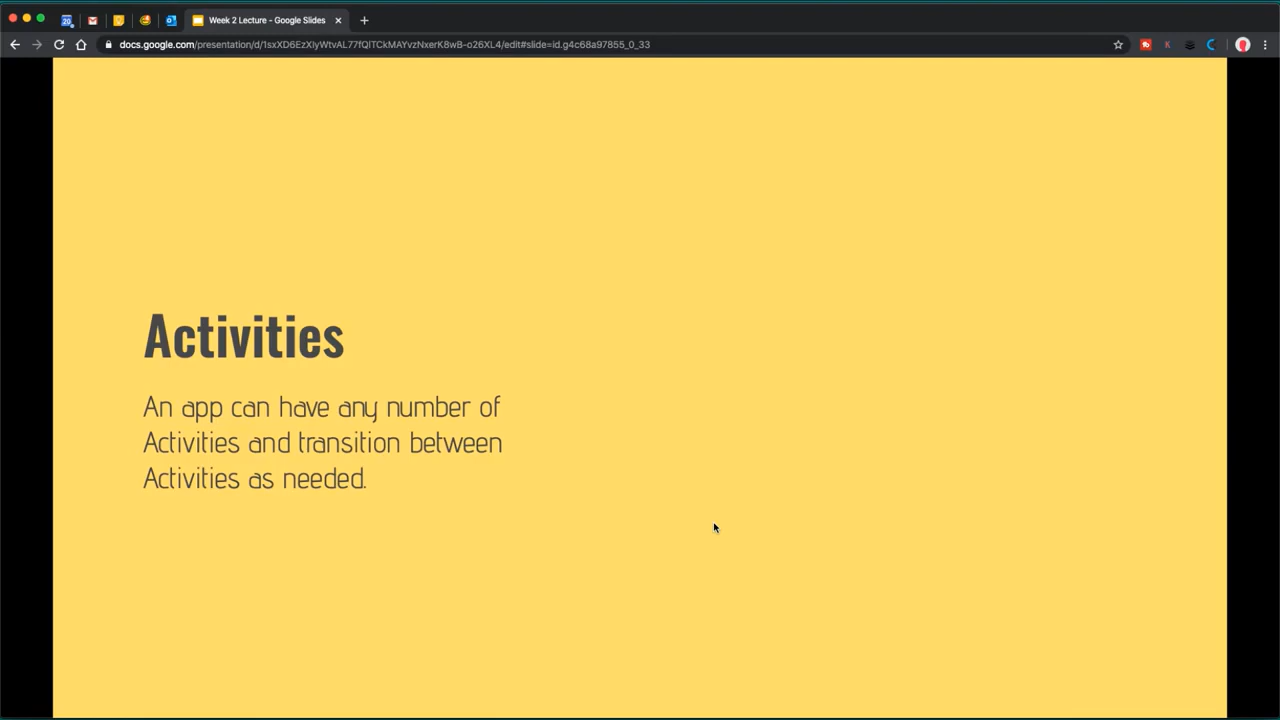 Week 2 Lecture - Google Slides
docs.google.com/presentation/d/1sxXD6EzXIyWtvAL77fQITCkMAYvzNxerK8wB-o26XL4/edit#slide=id.g4c68a97855_0_33
Activities
An app can have any number of
Activities and transition between
Activities as needed.